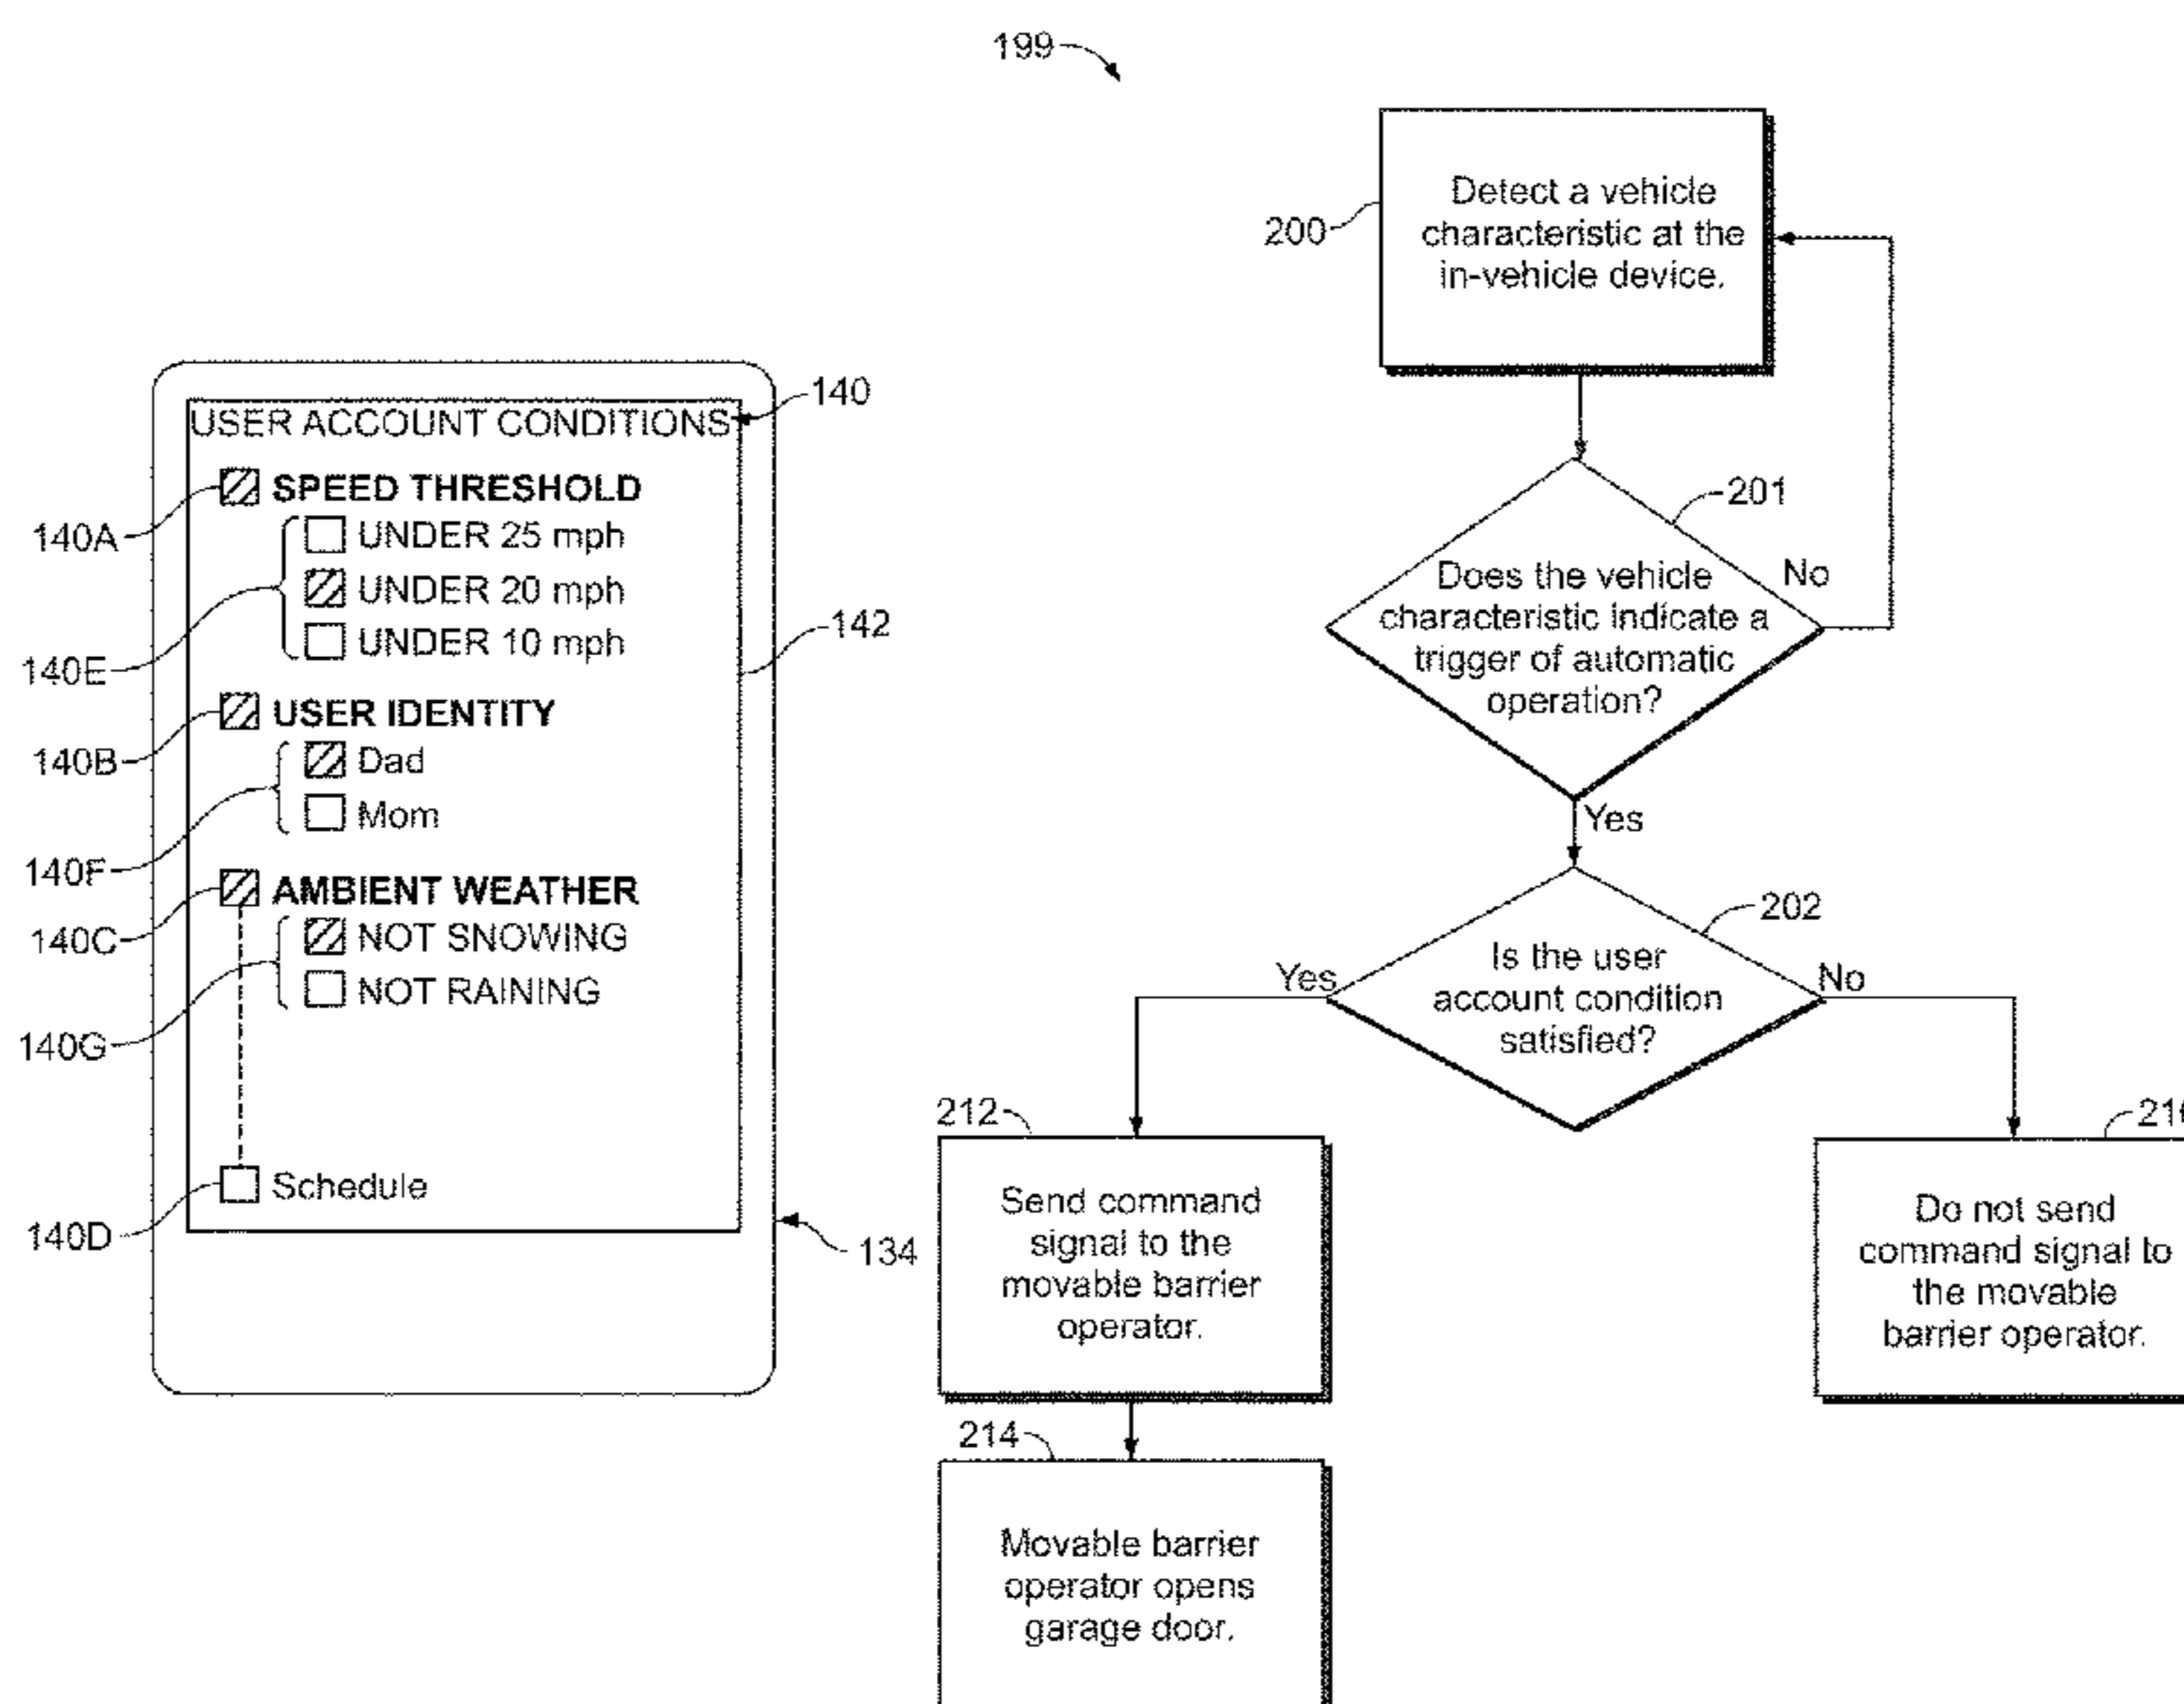 199
200
Detect a vehicle
characteristic at the
in-vehicle device.
201
Does the vehicle
characteristic indicate a
trigger of automatic
operation?
No
Yes
202
Is the user
account condition
satisfied?
Yes
No
212
Send command
signal to the
movable barrier
operator.
214
Movable barrier
operator opens
garage door.
Do not send
command signal to
the movable
barrier operator.
140
USER ACCOUNT CONDITIONS
140A
SPEED THRESHOLD
140E
UNDER 25 mph
UNDER 20 mph
UNDER 10 mph
142
140B
USER IDENTITY
140F
Dad
Mom
140C
AMBIENT WEATHER
140G
NOT SNOWING
NOT RAINING
140D
Schedule
134